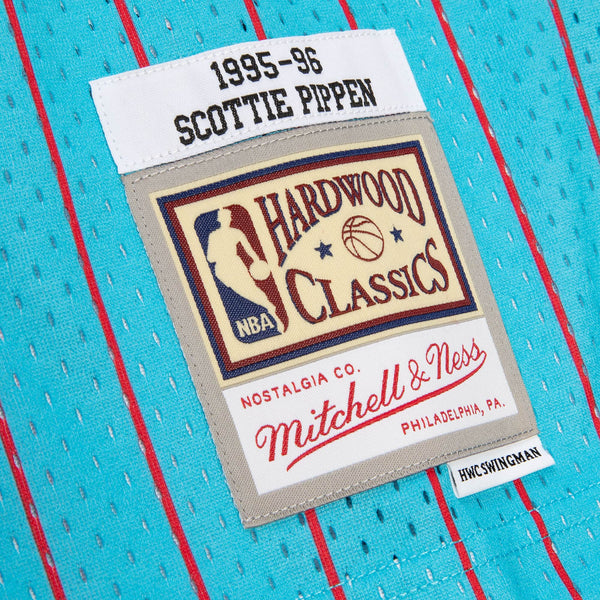 1995-96
SCOTTIE PIPPEN
HARDWOOD
CLASSICS
NBA
NOSTALGIA CO.
Mitchell & Ness
PHILADELPHIA, PA.
HWC SWINGMAN